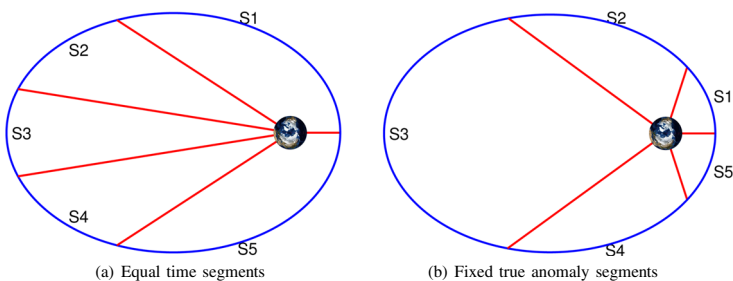 S1
S2
S3
S4
S5
(a) Equal time segments
S2
S1
S3
S5
S4
(b) Fixed true anomaly segments